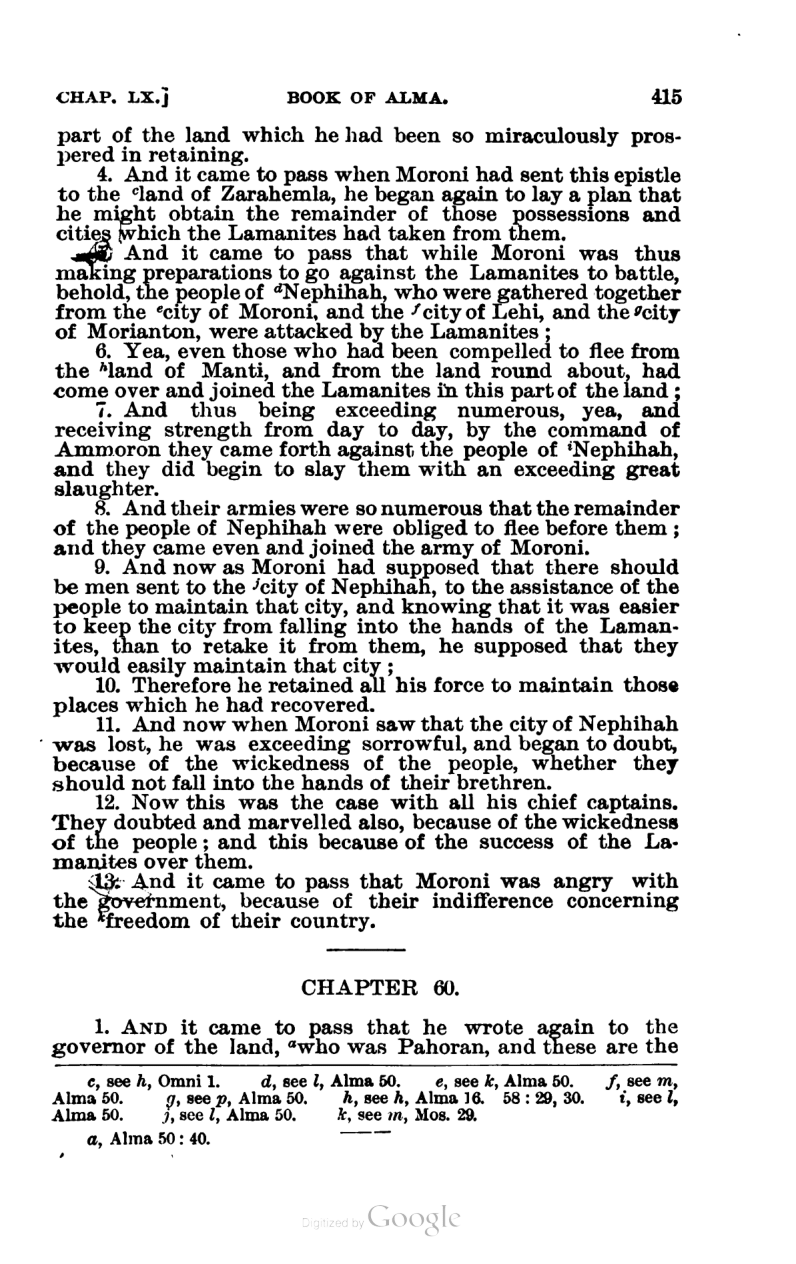 CHAP. LX.] BOOK OF ALMA. 415
part of the land which he had been so miraculously pros-
pered in retaining.
4. And it came to pass when Moroni had sent this epistle
to the cland of Zarahemla, he began again to lay a plan that
he might obtain the remainder of those possessions and
cities which the Lamanites had taken from them.
And it came to pass that while Moroni was thus
making preparations to go against the Lamanites to battle,
behold, the people of dNephihah, who were gathered together
from the ecity of Moroni, and the fcity of Lehi, and the gcity
of Morianton, were attacked by the Lamanites;
6. Yea, even those who had been compelled to flee from
the hland of Manti, and from the land round about, had
come over and joined the Lamanites in this part of the land;
7. And thus being exceeding numerous, yea, and
receiving strength from day to day, by the command of
Ammoron they came forth against the people of iNephihah,
and they did begin to slay them with an exceeding great
slaughter.
8. And their armies were so numerous that the remainder
of the people of Nephihah were obliged to flee before them;
and they came even and joined the army of Moroni.
9. And now as Moroni had supposed that there should
be men sent to the jcity of Nephihah, to the assistance of the
people to maintain that city, and knowing that it was easier
to keep the city from falling into the hands of the Laman-
ites, than to retake it from them, he supposed that they
would easily maintain that city;
10. Therefore he retained all his force to maintain those
places which he had recovered.
11. And now when Moroni saw that the city of Nephihah
was lost, he was exceeding sorrowful, and began to doubt,
because of the wickedness of the people, whether they
should not fall into the hands of their brethren.
12. Now this was the case with all his chief captains.
They doubted and marvelled also, because of the wickedness
of the people; and this because of the success of the La-
manites over them.
13. And it came to pass that Moroni was angry with
the government, because of their indifference concerning
the kfreedom of their country.
CHAPTER 60.
1. AND it came to pass that he wrote again to the
governor of the land, awho was Pahoran, and these are the
c, see h, Omni 1. d, see l, Alma 50. e, see k, Alma 50. f, see m,
Alma 50. g, see p, Alma 50. h, see h, Alma 16. 58:29, 30. i, see l,
Alma 50. j, see l, Alma 50. k, see m, Mos. 29.
a, Alma 50:40.
Digitized by Google